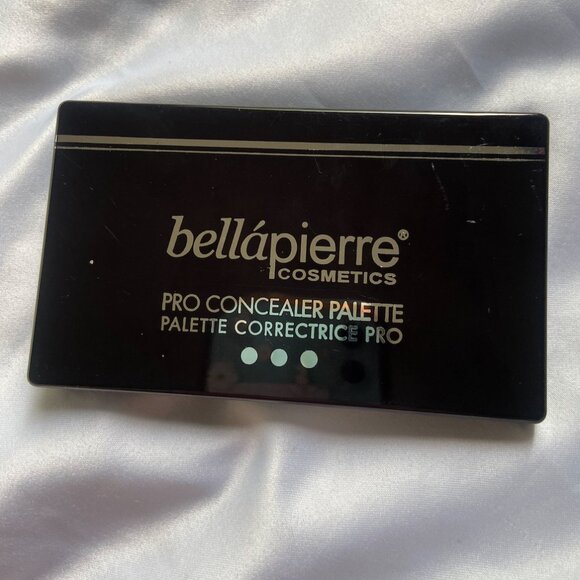 bellápierre®
COSMETICS
PRO CONCEALER PALETTE
PALETTE CORRECTRICE PRO